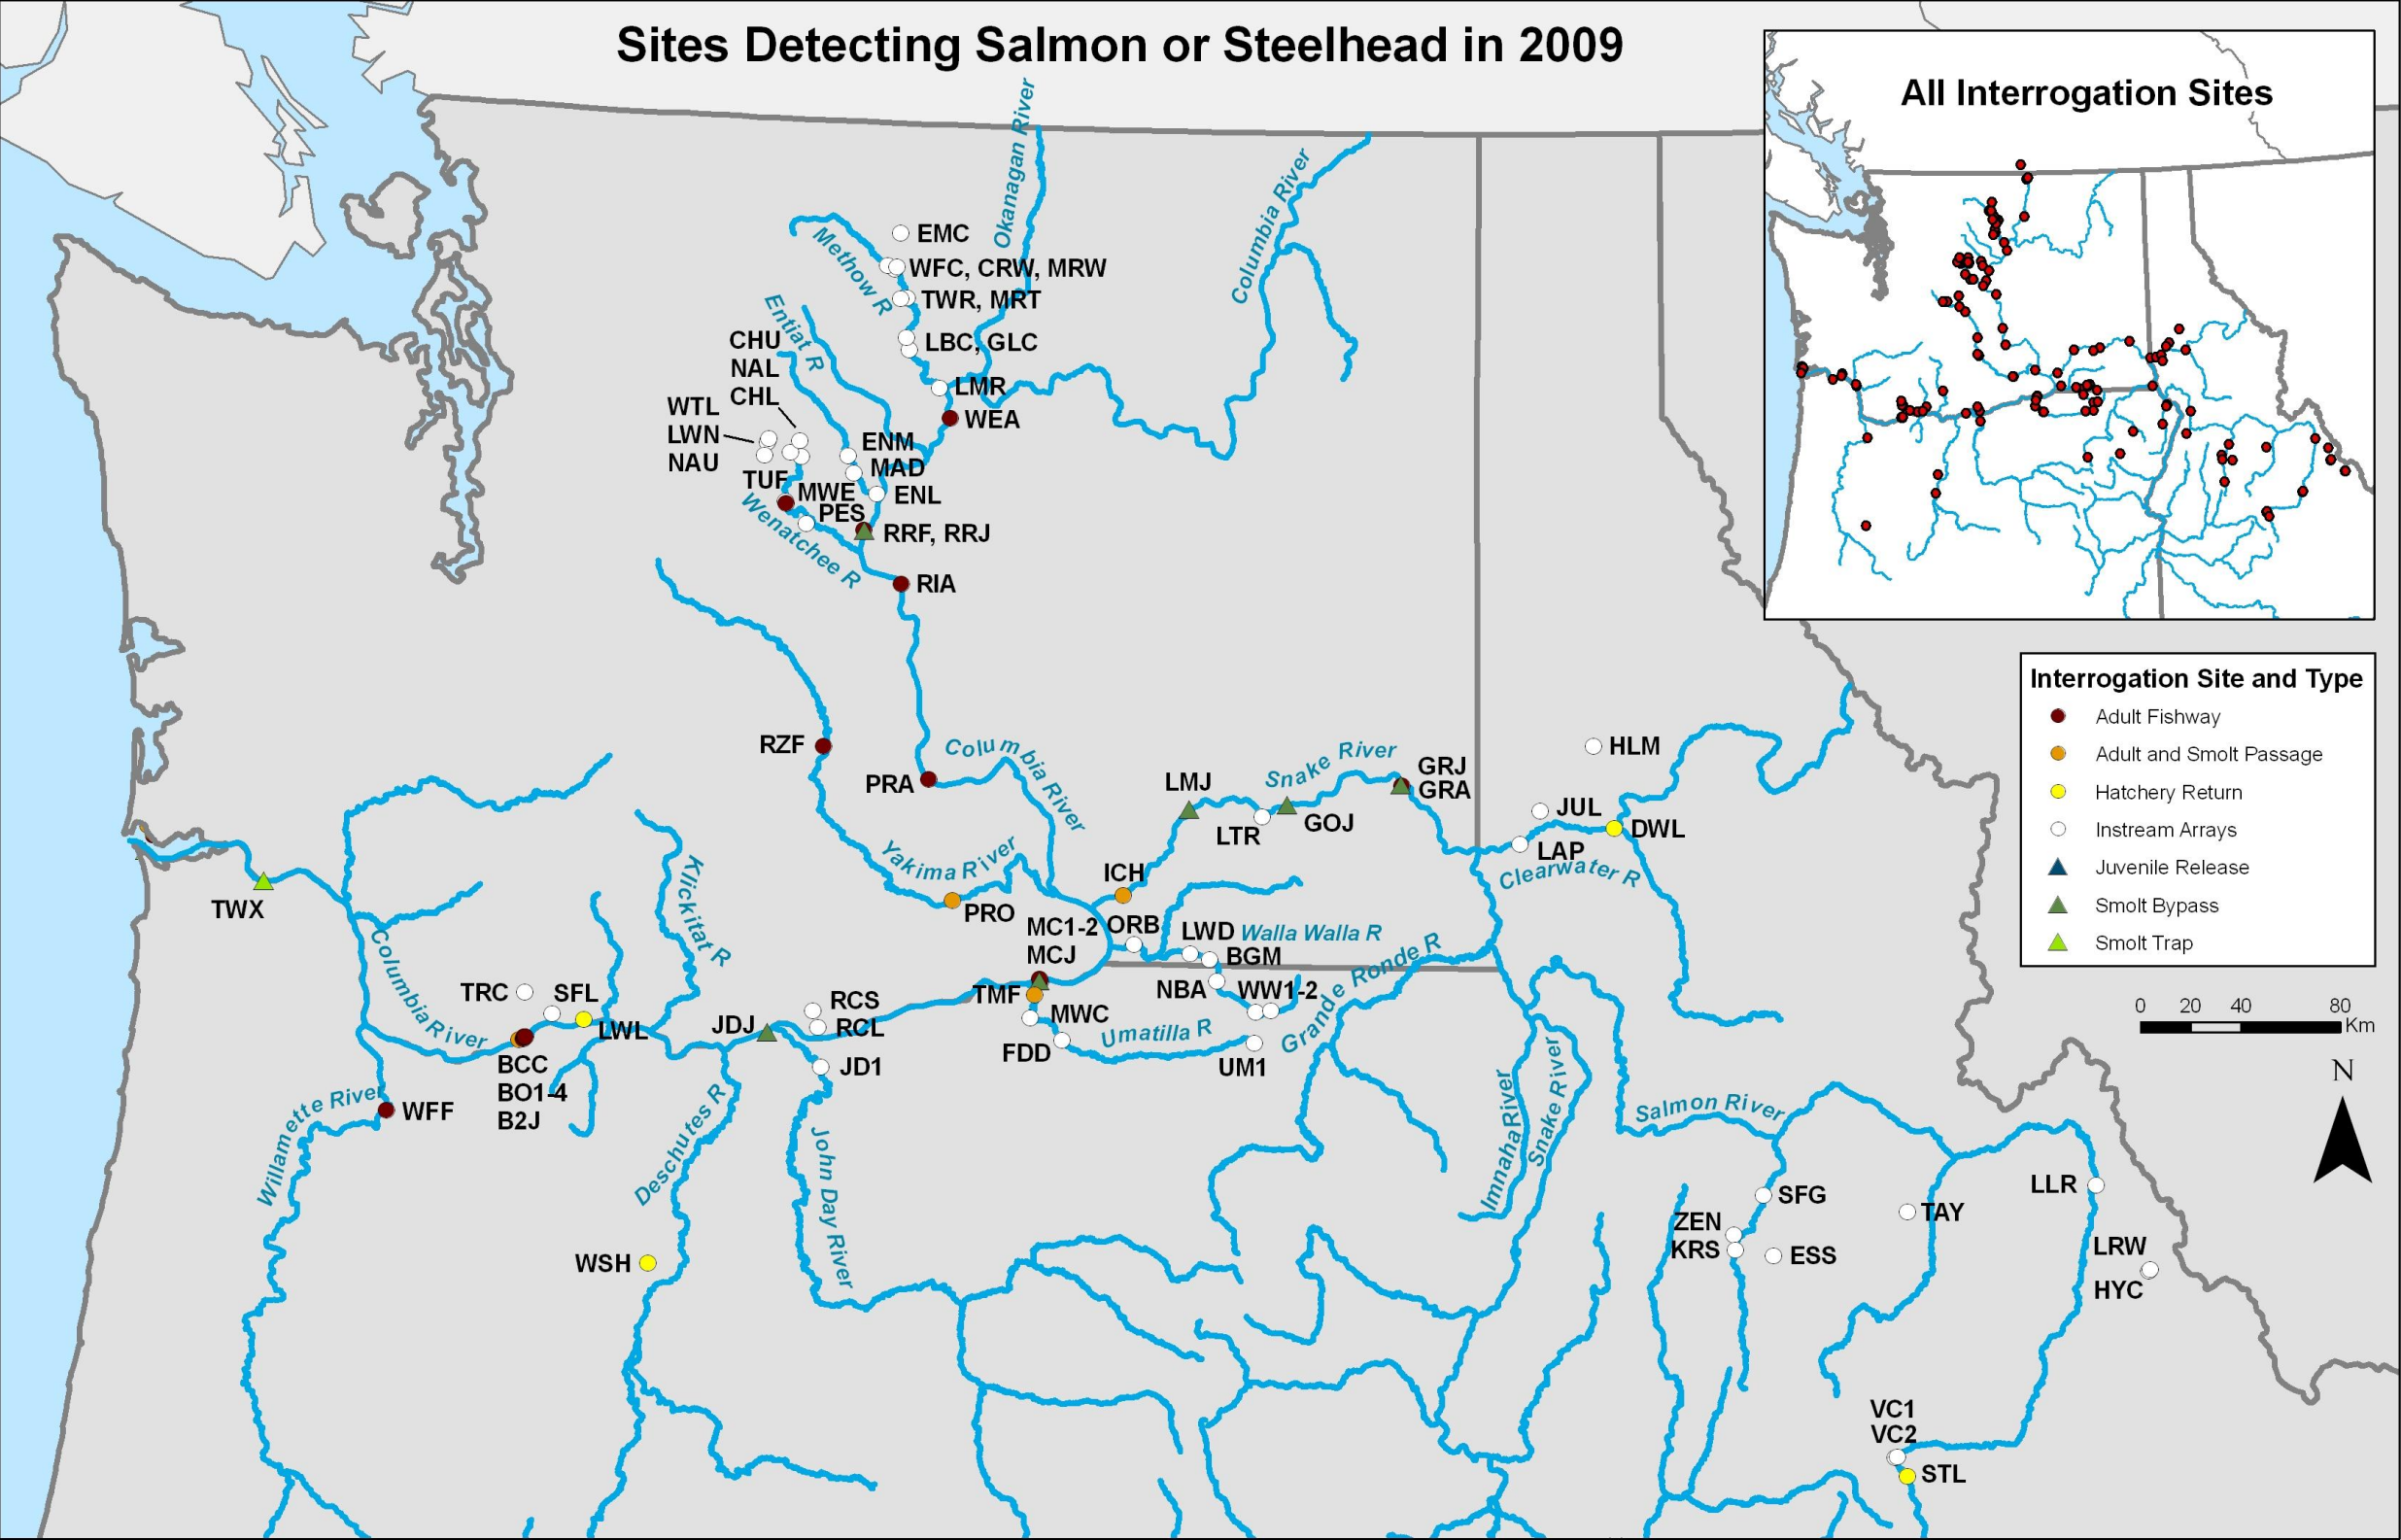 Sites Detecting Salmon or Steelhead in 2009
All Interrogation Sites
Okanagan River
Columbia River
Methow R
EMC
WFC, CRW, MRW
TWR, MRT
LBC, GLC
Entiat R
CHU
NAL
CHL
WTL
LWN
NAU
LMR
WEA
ENM
MAD
ENL
TUF
MWE
PES
Wenatchee R
RRF, RRJ
RIA
RZF
PRA
Columbia River
Yakima River
PRO
LMJ
Snake River
GRJ
GRA
LTR
GOJ
ICH
HLM
JUL
DWL
LAP
Clearwater R
Interrogation Site and Type
Adult Fishway
Adult and Smolt Passage
Hatchery Return
Instream Arrays
Juvenile Release
Smolt Bypass
Smolt Trap
0 20 40 80
Km
N
TWX
Klickitat R
Columbia River
MC1-2
MCJ
ORB
LWD
Walla Walla R
BGM
NBA
WW1-2
Grande Ronde R
TRC
SFL
LWL
JDJ
RCS
RCL
JD1
TMF
MWC
FDD
Umatilla R
UM1
BCC
BO1-4
B2J
Willamette River
WFF
Deschutes R
John Day River
WSH
Imnaha River
Snake River
Salmon River
SFG
ZEN
KRS
ESS
TAY
LLR
LRW
HYC
VC1
VC2
STL